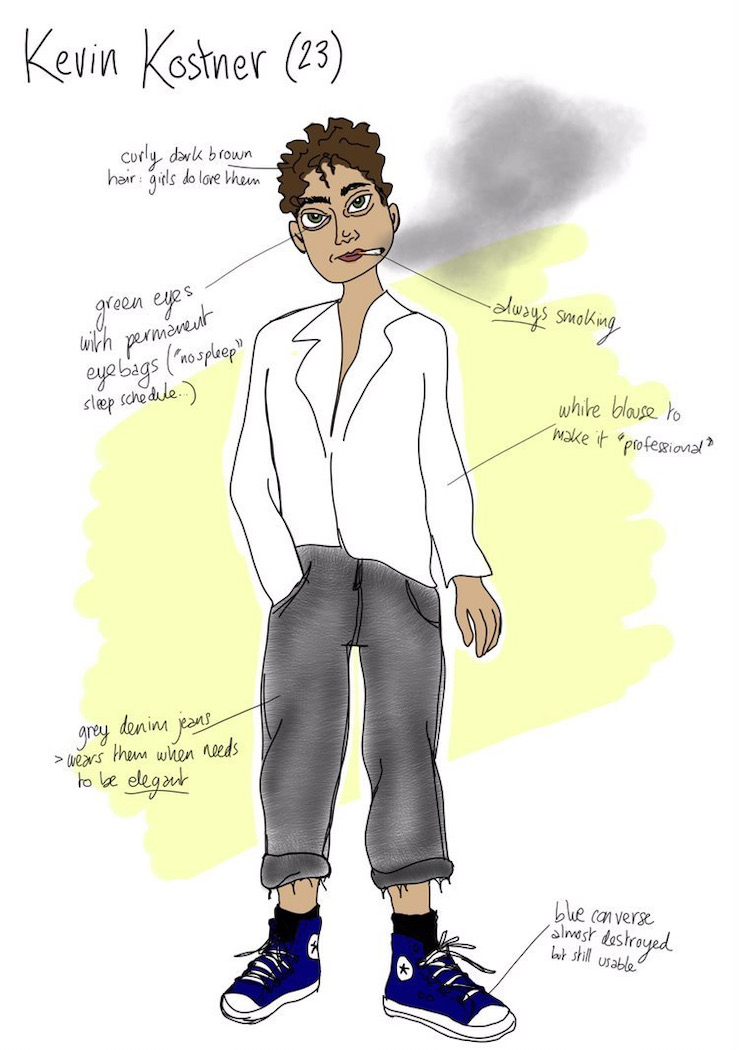 Kevin Kostner (23)
curly dark brown
hair: girls do love them
green eyes
with permanent
eyebags ("no spleep"
sleep schedule...)
always smoking
white blouse to
make it "professional"
grey denim jeans
> wears them when needs
to be elegant
blue converse
almost destroyed
but still usable